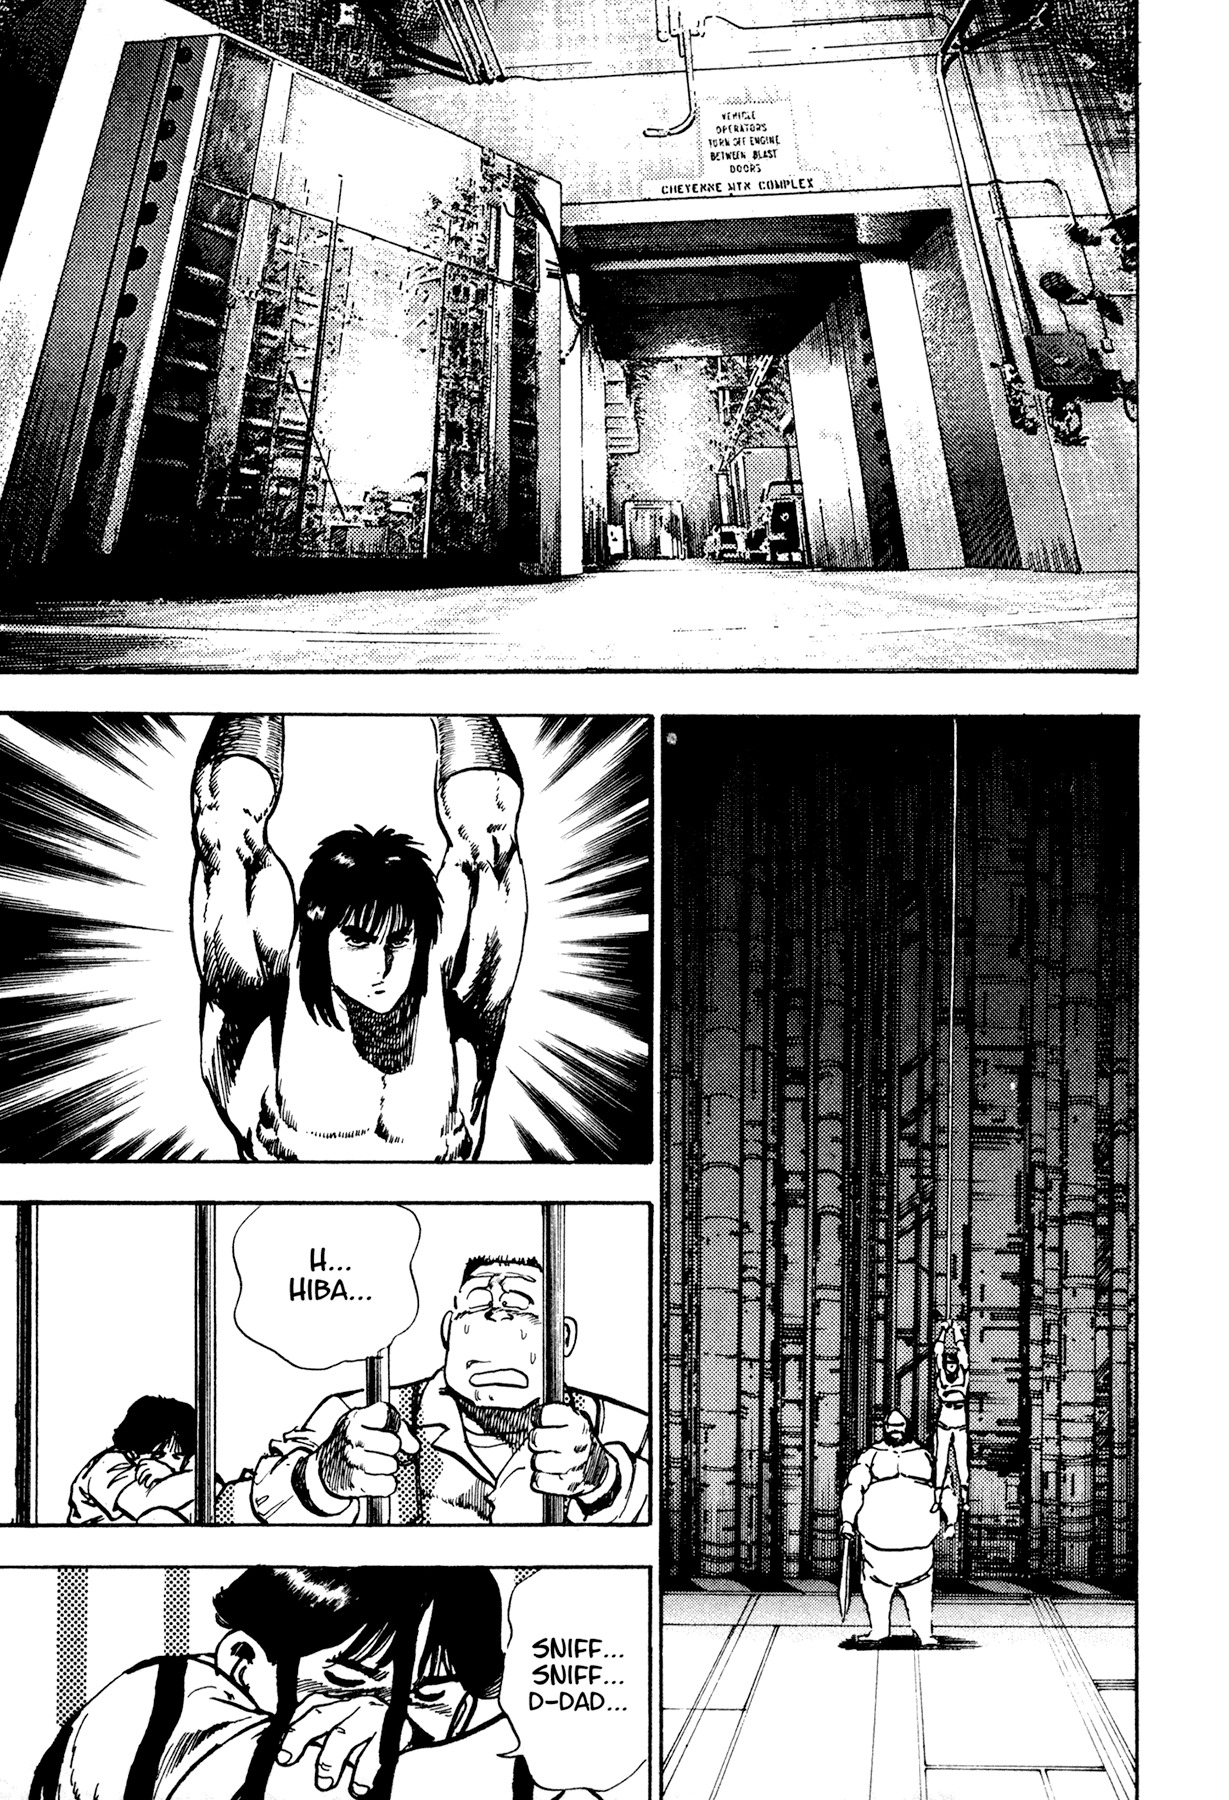 VEHICLE
OPERATORS
TURN OFF ENGINE
BETWEEN BLAST
DOORS
CHEYENNE MTN COMPLEX
H...
HIBA...
SNIFF...
SNIFF...
D-DAD...